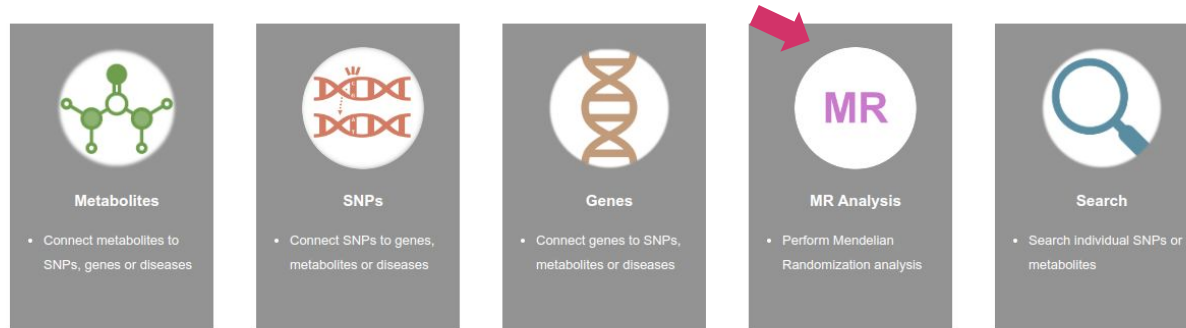 Metabolites
• Connect metabolites to
SNPs, genes or diseases
SNPs
• Connect SNPs to genes,
metabolites or diseases
Genes
• Connect genes to SNPs,
metabolites or diseases
MR
MR Analysis
• Perform Mendelian
Randomization analysis
Search
• Search individual SNPs or
metabolites